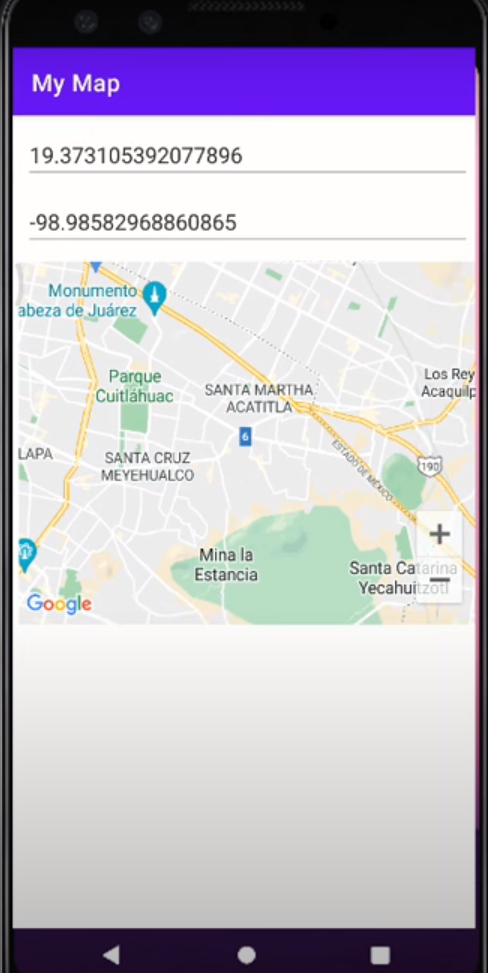 My Map
19.373105392077896
-98.98582968860865
Monumento
abeza de Juárez
Parque
Cuitláhuac
SANTA MARTHA
ACATITLA
Los Rey
Acaquilp
6
LAPA
SANTA CRUZ
MEYEHUALCO
ESTADO DE MÉXICO
190
+
Mina la
Estancia
Santa Catarina
Yecahuitzotl
−
Google